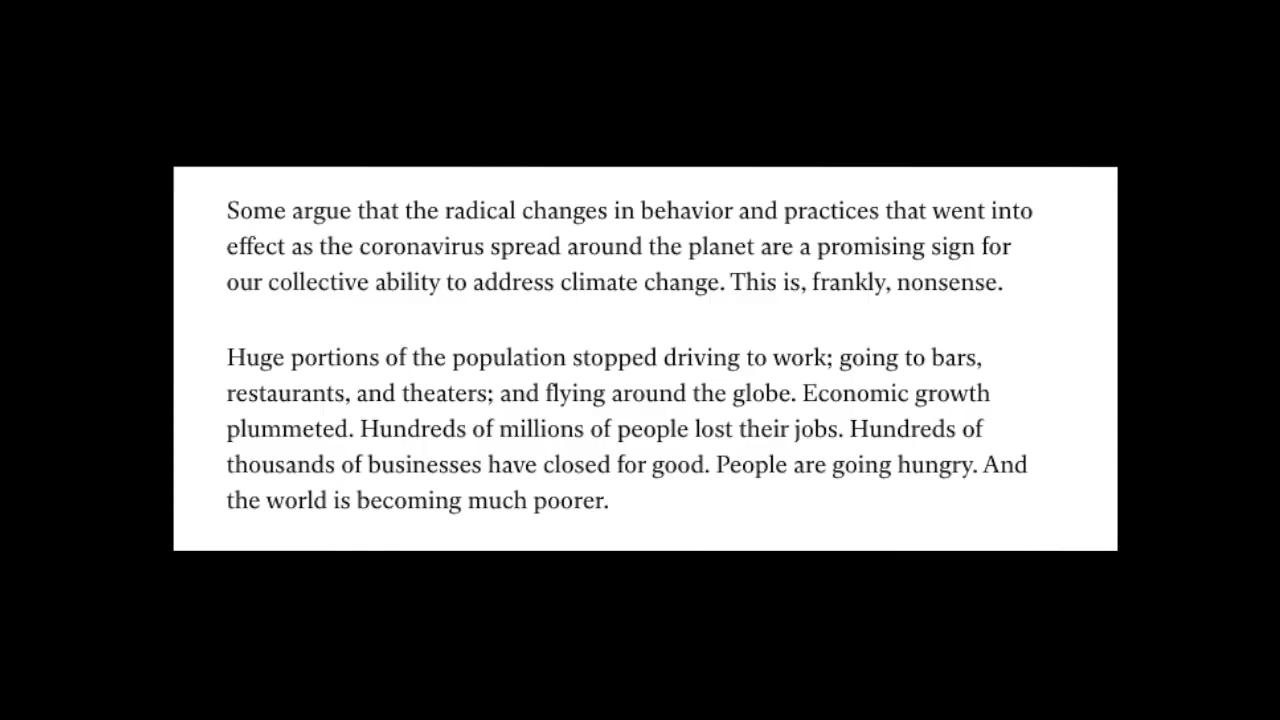 Some argue that the radical changes in behavior and practices that went into
effect as the coronavirus spread around the planet are a promising sign for
our collective ability to address climate change. This is, frankly, nonsense.
Huge portions of the population stopped driving to work; going to bars,
restaurants, and theaters; and flying around the globe. Economic growth
plummeted. Hundreds of millions of people lost their jobs. Hundreds of
thousands of businesses have closed for good. People are going hungry. And
the world is becoming much poorer.